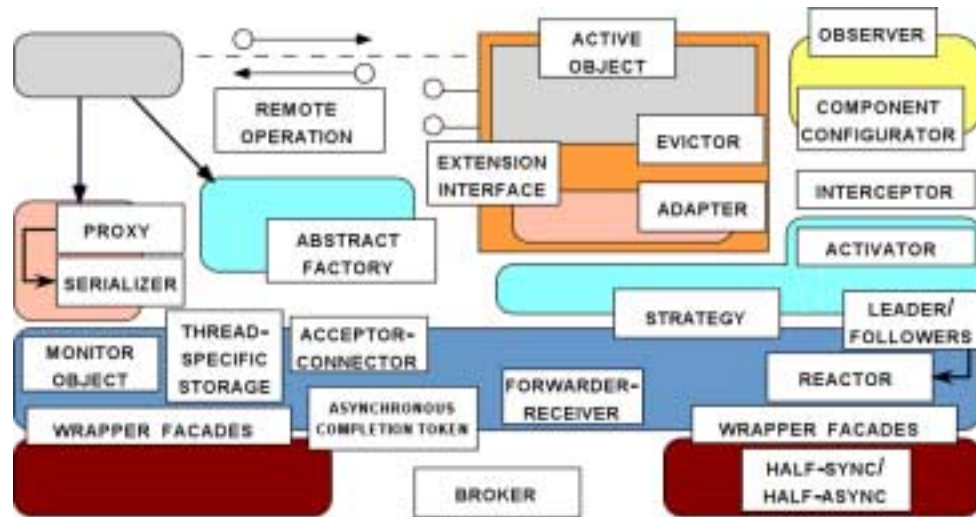 ACTIVE
OBJECT
OBSERVER
REMOTE
OPERATION
COMPONENT
CONFIGURATOR
EVICTOR
EXTENSION
INTERFACE
INTERCEPTOR
ADAPTER
PROXY
ABSTRACT
FACTORY
ACTIVATOR
SERIALIZER
STRATEGY
LEADER/
FOLLOWERS
MONITOR
OBJECT
THREAD-
SPECIFIC
STORAGE
ACCEPTOR-
CONNECTOR
FORWARDER-
RECEIVER
REACTOR
WRAPPER FACADES
ASYNCHRONOUS
COMPLETION TOKEN
WRAPPER FACADES
BROKER
HALF-SYNC/
HALF-ASYNC